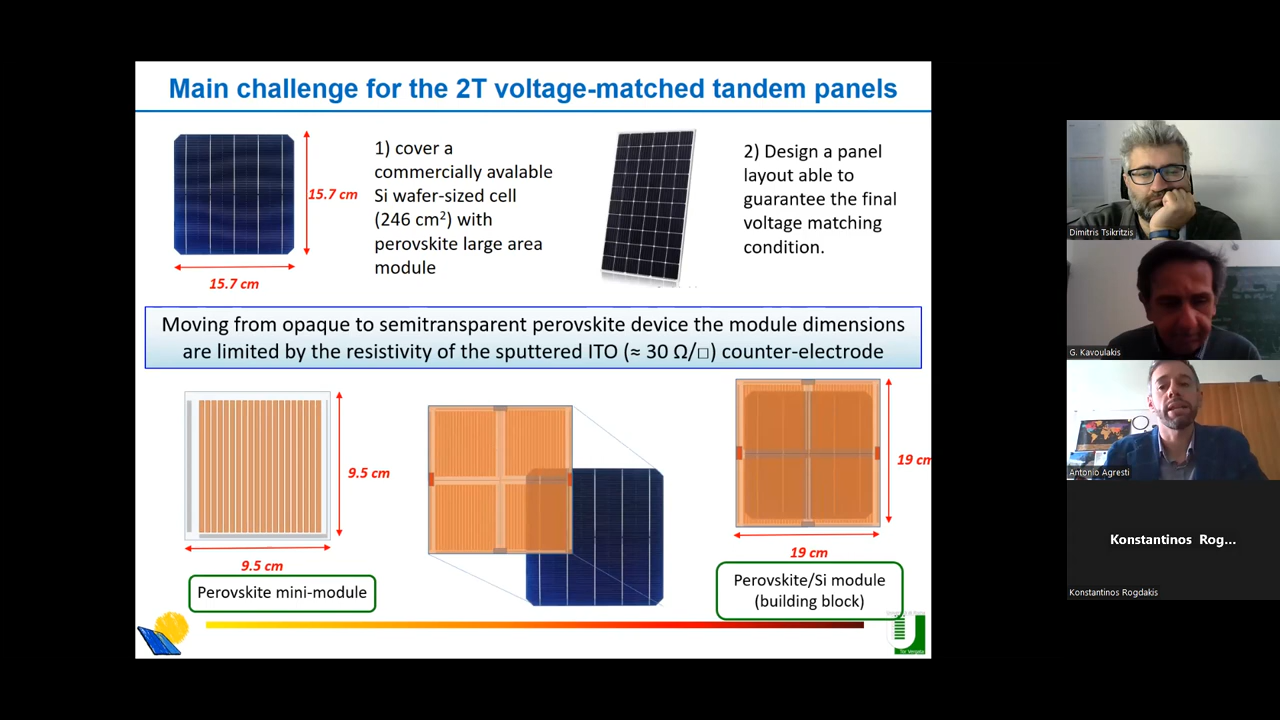 Main challenge for the 2T voltage-matched tandem panels
15.7 cm
15.7 cm
1) cover a
commercially avalable
Si wafer-sized cell
(246 cm²) with
perovskite large area
module
2) Design a panel
layout able to
guarantee the final
voltage matching
condition.
Moving from opaque to semitransparent perovskite device the module dimensions
are limited by the resistivity of the sputtered ITO (≈ 30 Ω/□) counter-electrode
9.5 cm
9.5 cm
Perovskite mini-module
19 cm
19 cm
Perovskite/Si module
(building block)
Tor Vergata
Dimitris Tsikritzis
G. Kavoulakis
Antonio Agresti
Konstantinos Rog...
Konstantinos Rogdakis